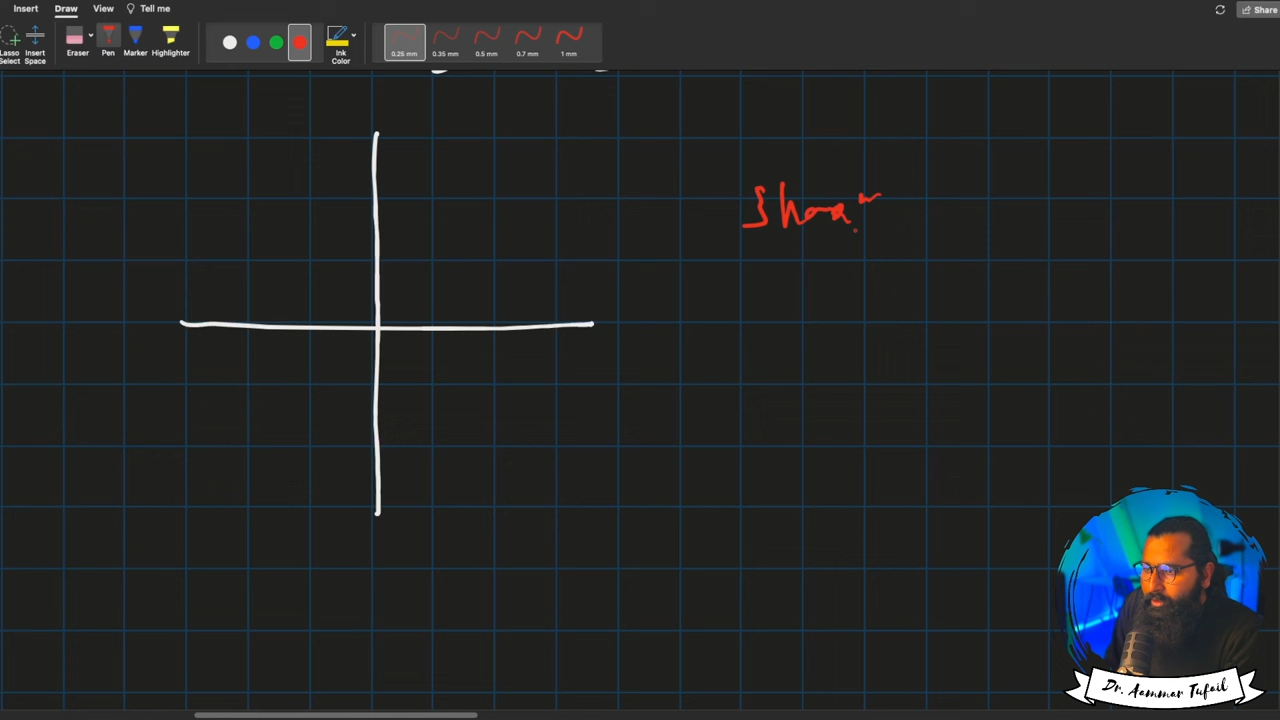 Insert Draw View Tell me
Share
Lasso Select
Insert Space
Eraser
Pen
Marker
Highlighter
Ink Color
0.25 mm
0.35 mm
0.5 mm
0.7 mm
1 mm
Dr. Aammar Tufail